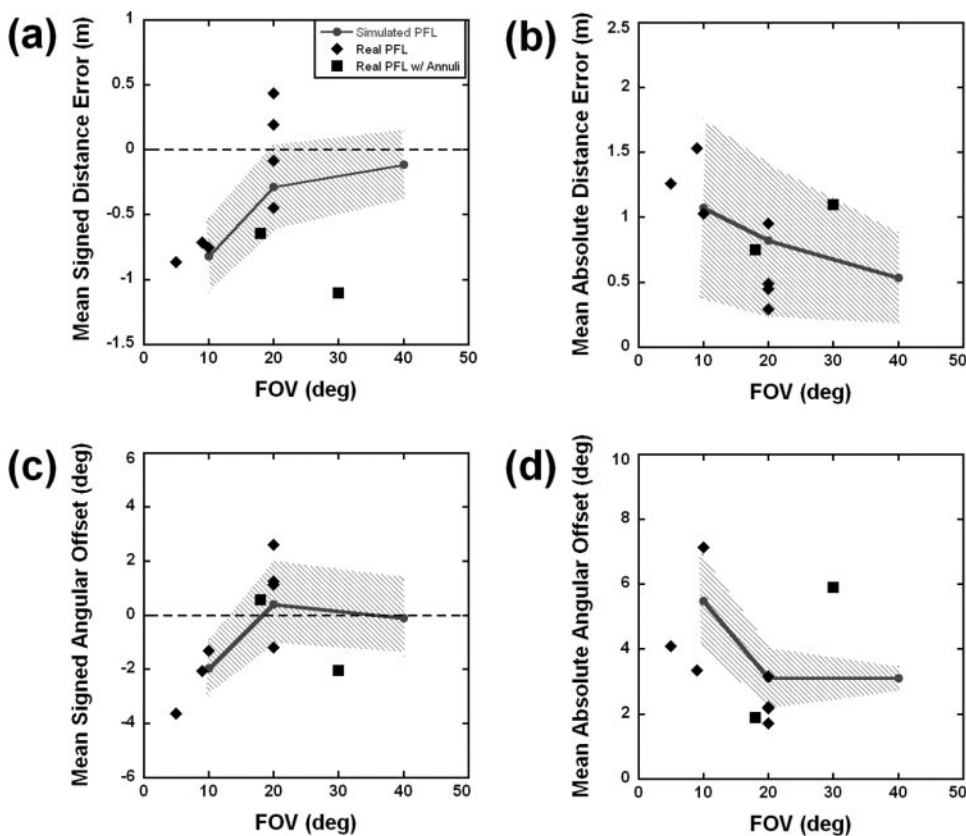 (a)
Mean Signed Distance Error (m)
1
0.5
0
-0.5
-1
-1.5
0 10 20 30 40 50
FOV (deg)
Simulated PFL
Real PFL
Real PFL w/ Annuli
(b)
Mean Absolute Distance Error (m)
2.5
2
1.5
1
0.5
0
0 10 20 30 40 50
FOV (deg)
(c)
Mean Signed Angular Offset (deg)
6
4
2
0
-2
-4
-6
0 10 20 30 40 50
FOV (deg)
(d)
Mean Absolute Angular Offset (deg)
10
8
6
4
2
0
0 10 20 30 40 50
FOV (deg)